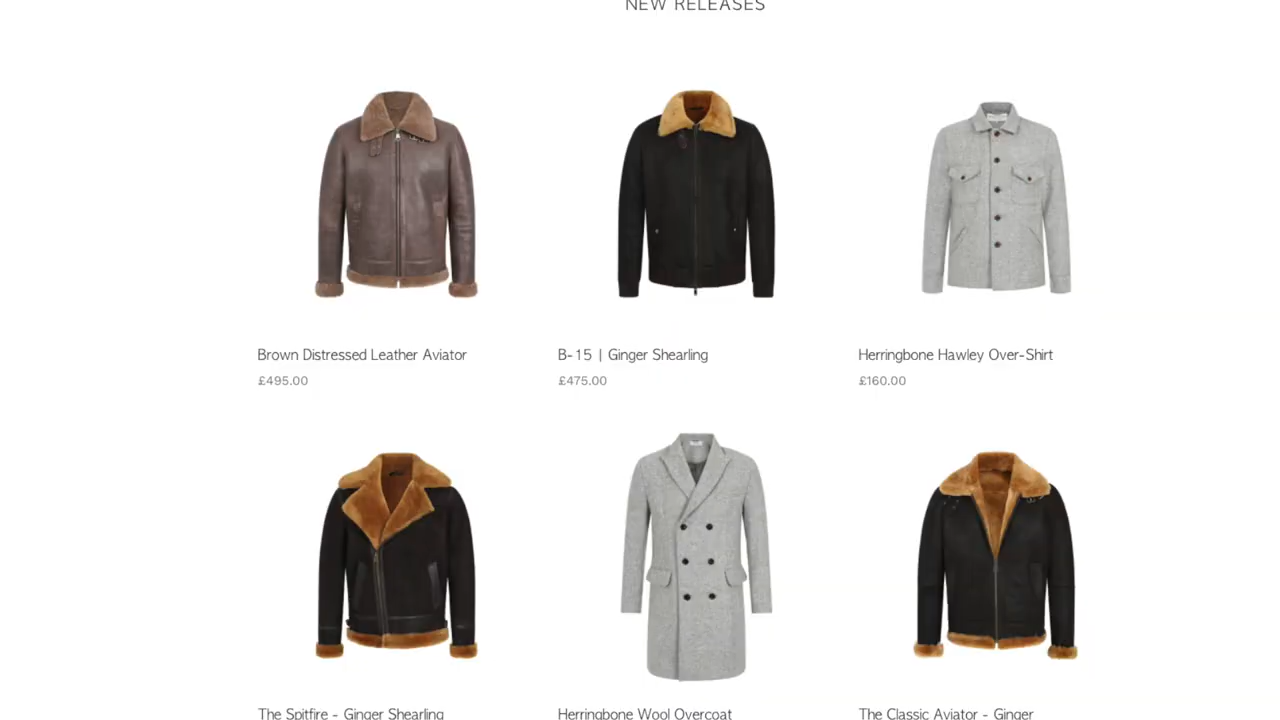 NEW RELEASES
Brown Distressed Leather Aviator
£495.00
B-15 | Ginger Shearling
£475.00
Herringbone Hawley Over-Shirt
£160.00
The Spitfire - Ginger Shearling
Herringbone Wool Overcoat
The Classic Aviator - Ginger